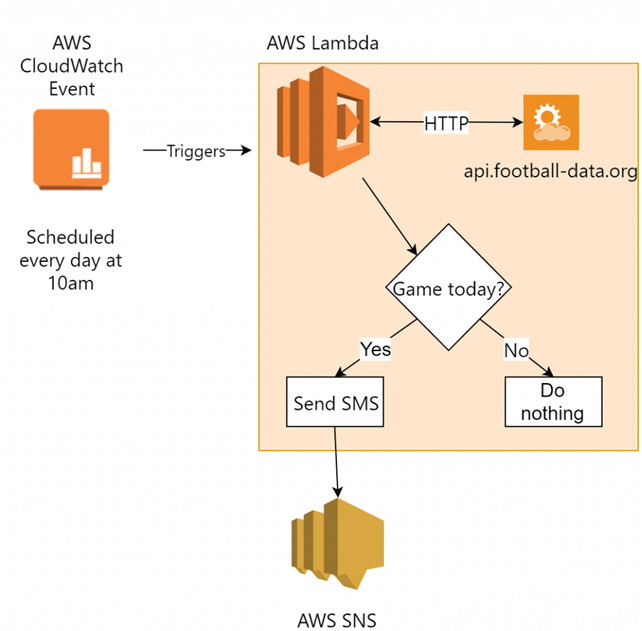 AWS
CloudWatch
Event
AWS Lambda
Triggers
HTTP
api.football-data.org
Scheduled
every day at
10am
Game today?
Yes
No
Send SMS
Do
nothing
AWS SNS